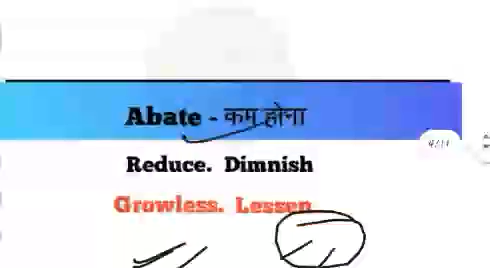 Abate - कम होना
Reduce. Dimnish
Growless. Lessen